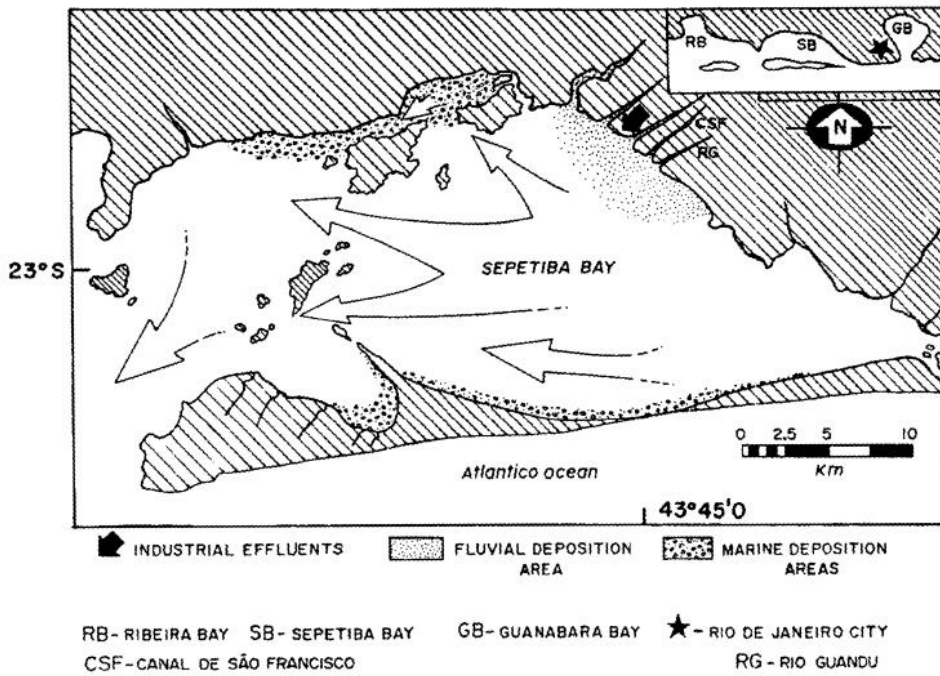 RB
SB
GB
N
CSF
RG
23°S
SEPETIBA BAY
0 2.5 5 10
Km
Atlantico ocean
43°45'0
INDUSTRIAL EFFLUENTS
FLUVIAL DEPOSITION
AREA
MARINE DEPOSITION
AREAS
RB-RIBEIRA BAY SB-SEPETIBA BAY GB-GUANABARA BAY ★-RIO DE JANEIRO CITY
CSF-CANAL DE SÃO FRANCISCO RG-RIO GUANDU